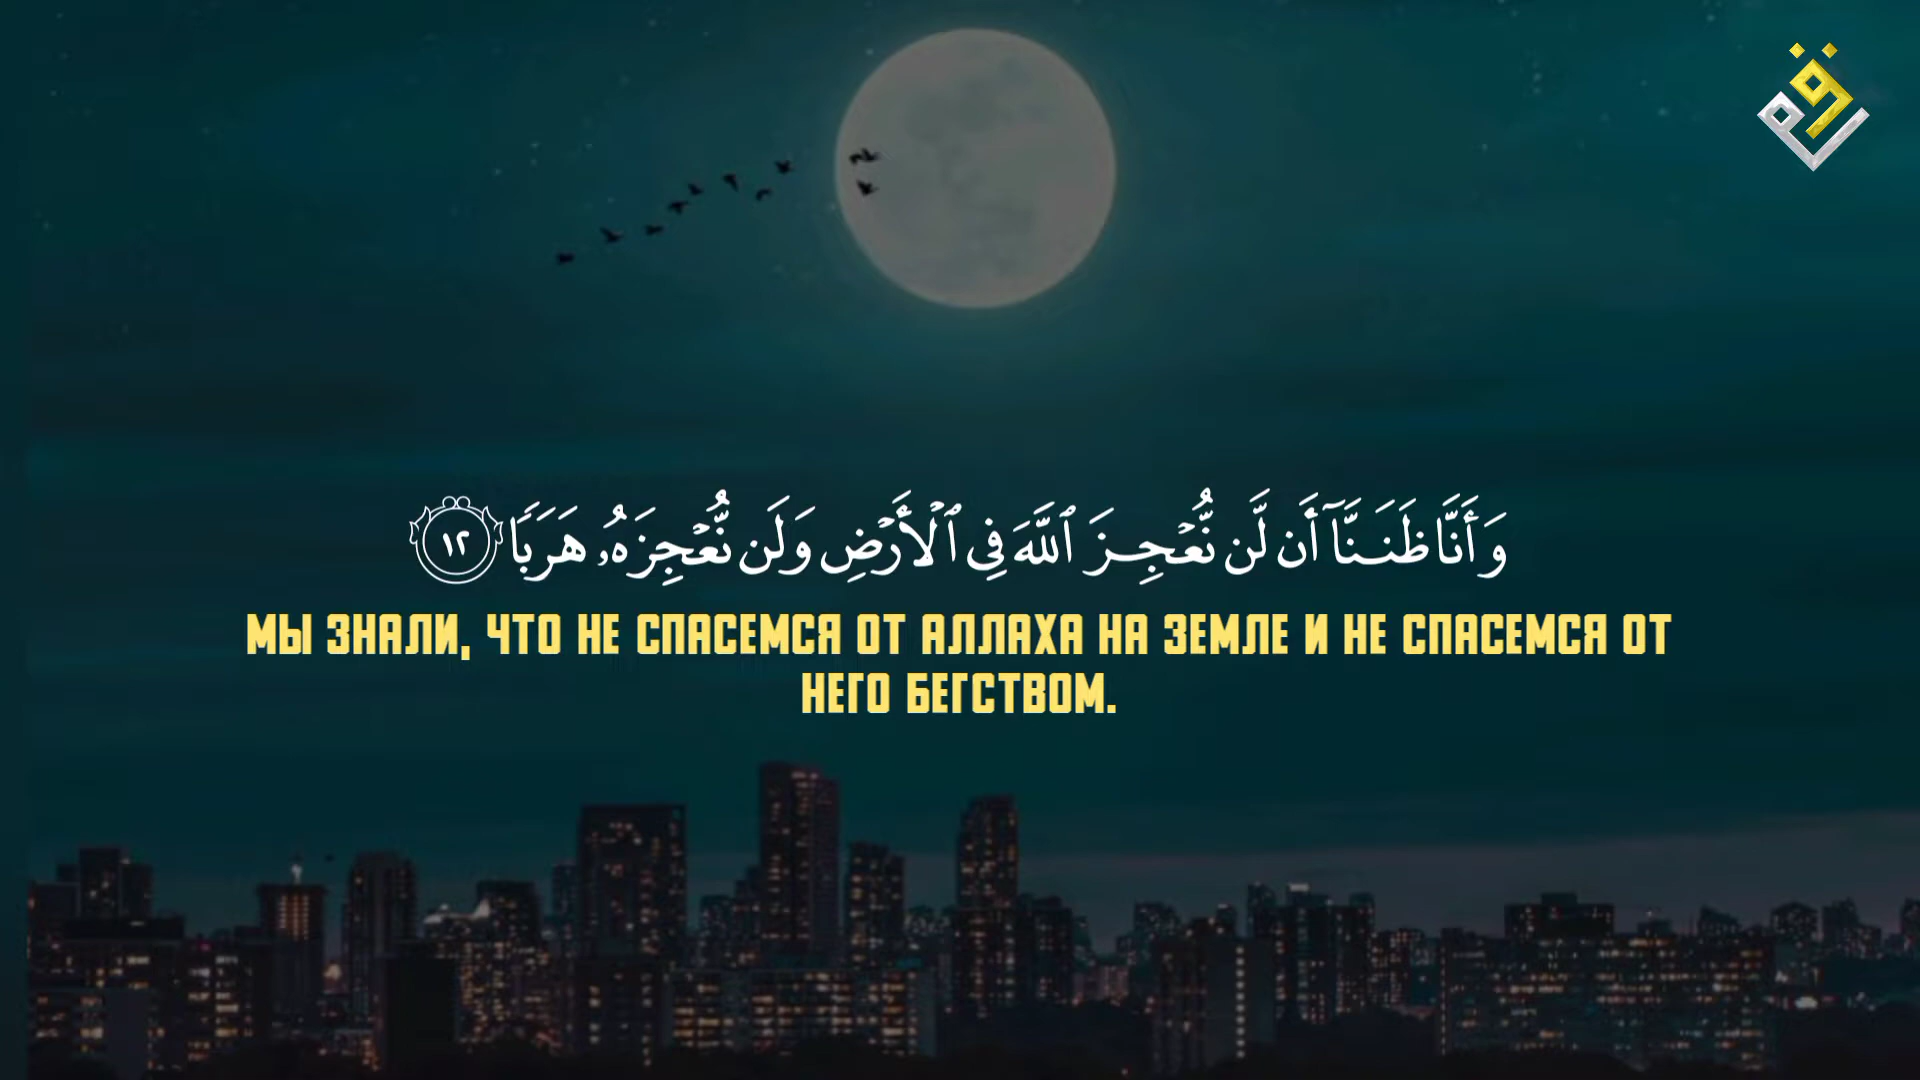 وَأَنَّا ظَنَنَّآ أَن لَّن نُّعْجِزَ ٱللَّهَ فِى ٱلْأَرْضِ وَلَن نُّعْجِزَهُۥ هَرَبًا ١٢
МЫ ЗНАЛИ, ЧТО НЕ СПАСЕМСЯ ОТ АЛЛАХА НА ЗЕМЛЕ И НЕ СПАСЕМСЯ ОТ
НЕГО БЕГСТВОМ.